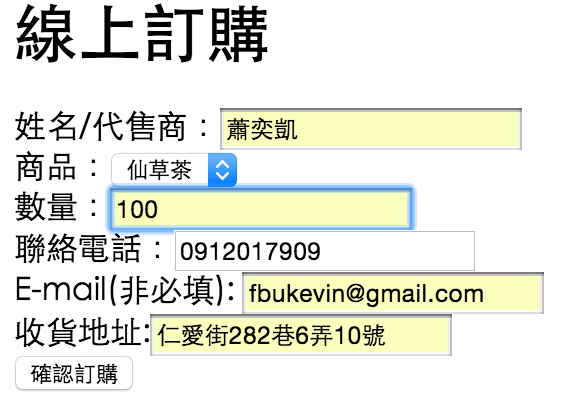 線上訂購
姓名/代售商：蕭奕凱
商品：仙草茶
數量：100
聯絡電話：0912017909
E-mail(非必填): fbukevin@gmail.com
收貨地址:仁愛街282巷6弄10號
確認訂購